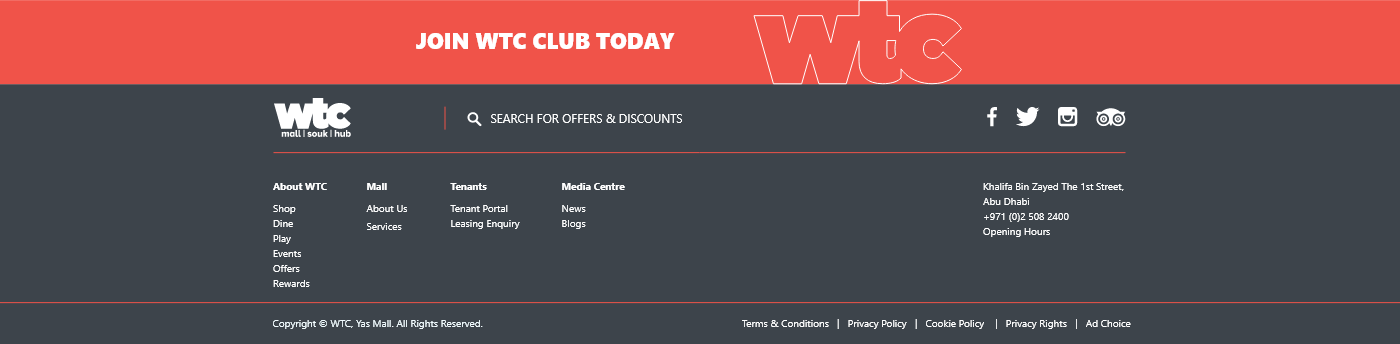 JOIN WTC CLUB TODAY
wtc
wtc
mall | souk | hub
SEARCH FOR OFFERS & DISCOUNTS
About WTC
Shop
Dine
Play
Events
Offers
Rewards
Mall
About Us
Services
Tenants
Tenant Portal
Leasing Enquiry
Media Centre
News
Blogs
Khalifa Bin Zayed The 1st Street,
Abu Dhabi
+971 (0)2 508 2400
Opening Hours
Copyright © WTC, Yas Mall. All Rights Reserved.
Terms & Conditions | Privacy Policy | Cookie Policy | Privacy Rights | Ad Choice